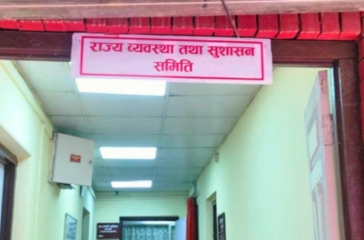 राज्य व्यवस्था तथा सुशासन
समिति